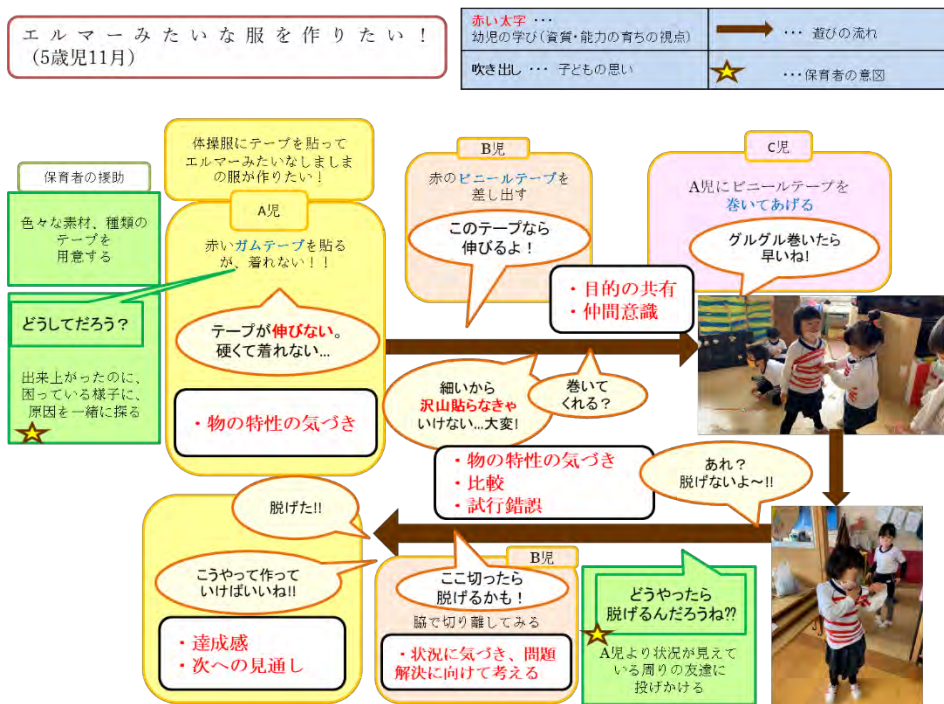 エルマーみたいな服を作りたい！
(5歳児11月)
赤い太字 ･･･
幼児の学び(資質・能力の育ちの視点)
･･･ 遊びの流れ
吹き出し ･･･ 子どもの思い
･･･保育者の意図
保育者の援助
色々な素材、種類の
テープを
用意する
どうしてだろう？
出来上がったのに、
困っている様子に、
原因を一緒に探る
体操服にテープを貼って
エルマーみたいなしましま
の服が作りたい！
A児
赤いガムテープを貼る
が、着れない！！
テープが伸びない。
硬くて着れない…
・物の特性の気づき
B児
赤のビニールテープを
差し出す
このテープなら
伸びるよ！
C児
A児にビニールテープを
巻いてあげる
グルグル巻いたら
早いね!
・目的の共有
・仲間意識
細いから
沢山貼らなきゃ
いけない…大変!
巻いて
くれる？
・物の特性の気づき
・比較
・試行錯誤
あれ？
脱げないよ～!!
どうやったら
脱げるんだろうね??
A児より状況が見えて
いる周りの友達に
投げかける
B児
ここ切ったら
脱げるかも！
脇で切り離してみる
・状況に気づき、問題
解決に向けて考える
脱げた!!
こうやって作って
いけばいいね!!
・達成感
・次への見通し